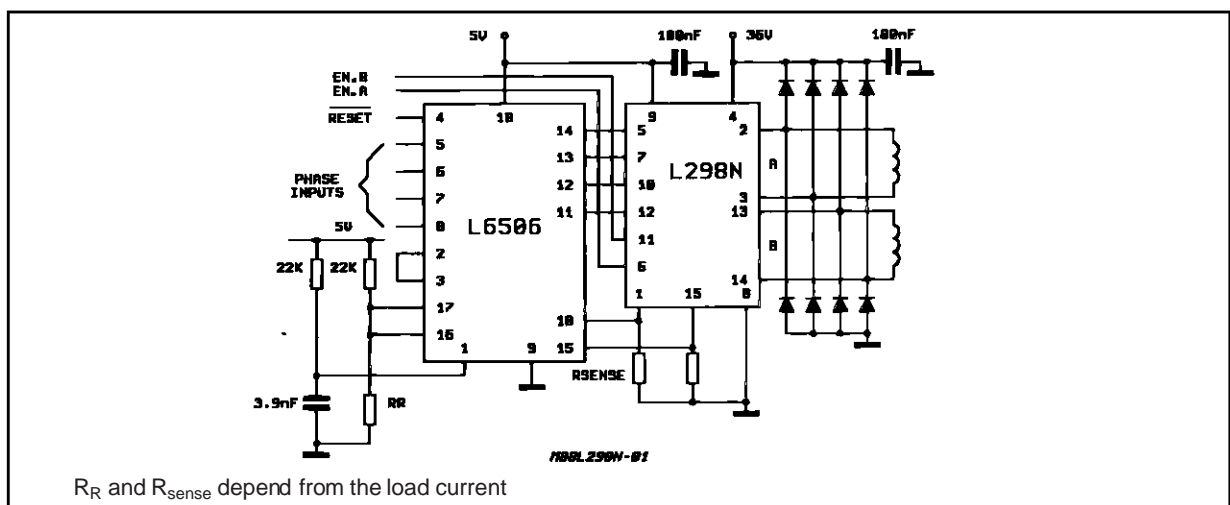 5V
100nF
36V
100nF
EN.B
EN.A
RESET
4
18
9
4
5
14
5
2
PHASE
INPUTS
6
13
7
L298N
A
7
12
10
3
8
11
12
13
L6506
5V
2
11
B
22K
22K
3
6
14
17
1
15
8
16
10
1
9
15
RSENSE
3.9nF
RR
M88L298N-01
RR and Rsense depend from the load current